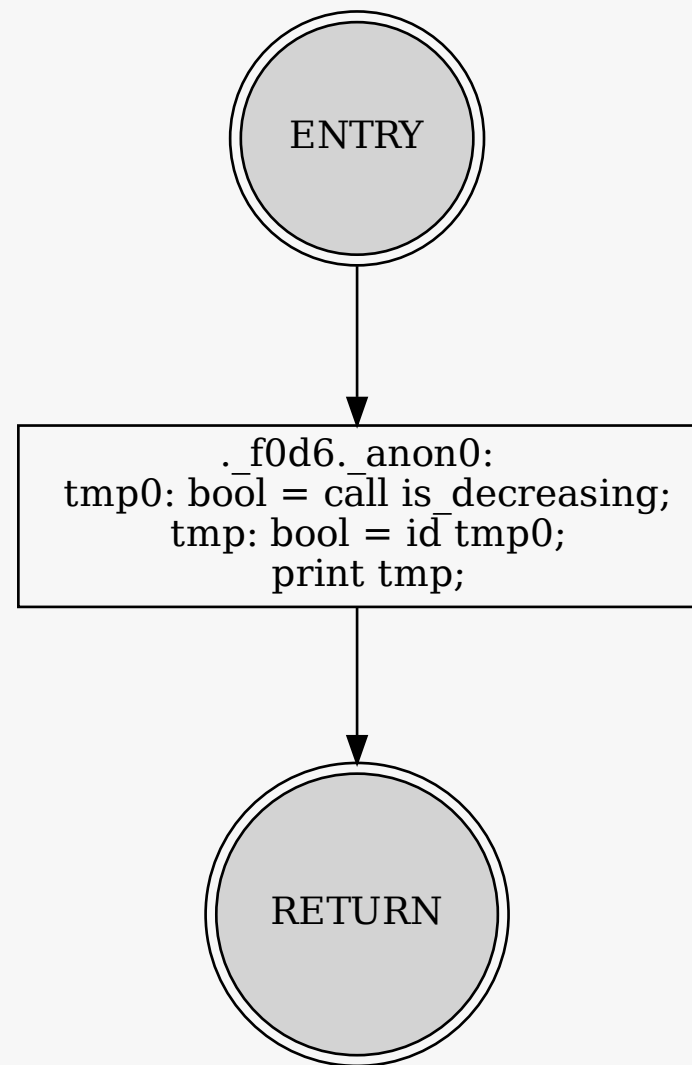 ENTRY
._f0d6._anon0:
tmp0: bool = call is_decreasing;
tmp: bool = id tmp0;
print tmp;
RETURN